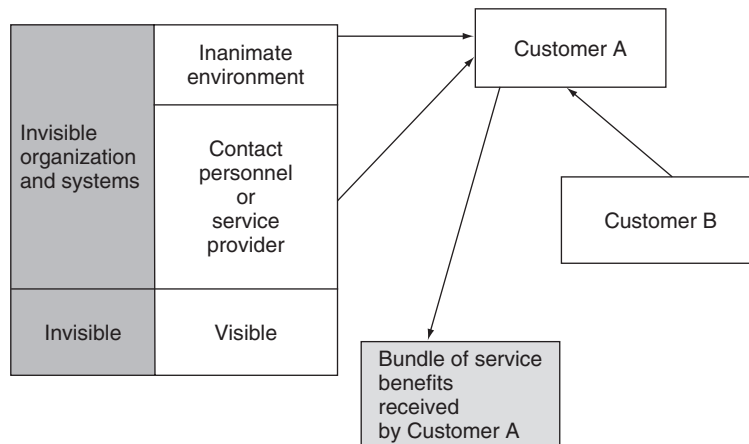 Inanimate
environment
Customer A
Invisible
organization
and systems
Contact
personnel
or
service
provider
Customer B
Invisible
Visible
Bundle of service
benefits
received
by Customer A